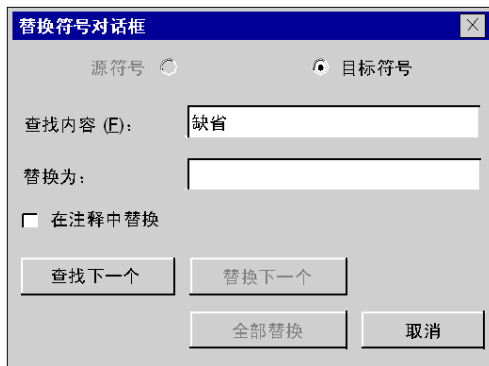 替换符号对话框
源符号 目标符号
查找内容 (F): 缺省
替换为:
在注释中替换
查找下一个 替换下一个
全部替换 取消